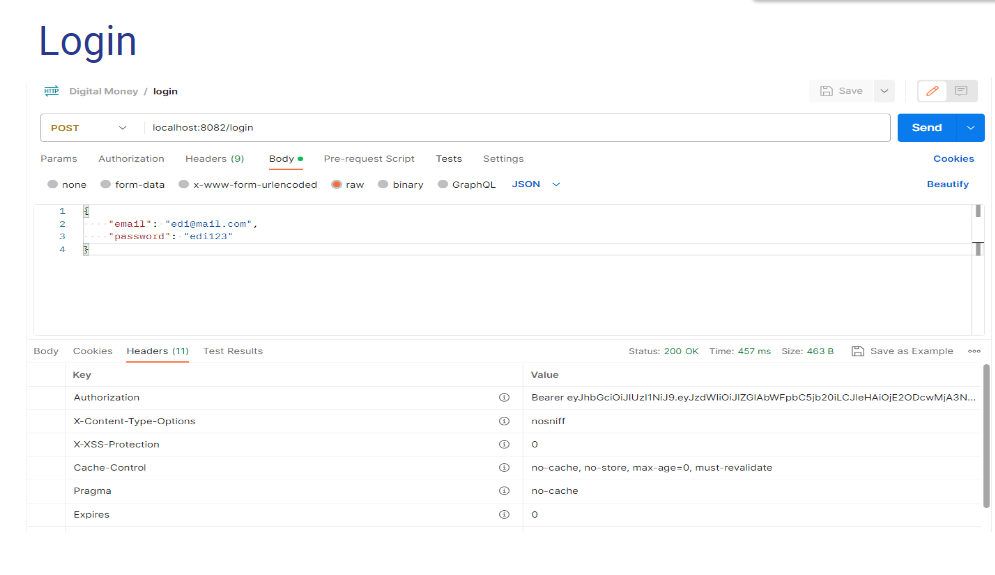 Login
HTTP Digital Money / login Save
POST localhost:8082/login Send
Params Authorization Headers (9) Body Pre-request Script Tests Settings Cookies
none form-data x-www-form-urlencoded raw binary GraphQL JSON Beautify
1 {
2 "email": "edi@mail.com",
3 "password": "edi123"
4 }
Body Cookies Headers (11) Test Results Status: 200 OK Time: 457 ms Size: 463 B Save as Example
Key Value
Authorization Bearer eyJhbGciOiJIUzI1NiJ9.eyJzdWIiOiJlZGlAbWFpbC5jb20iLCJleHAiOjE2ODcwMjA3N...
X-Content-Type-Options nosniff
X-XSS-Protection 0
Cache-Control no-cache, no-store, max-age=0, must-revalidate
Pragma no-cache
Expires 0